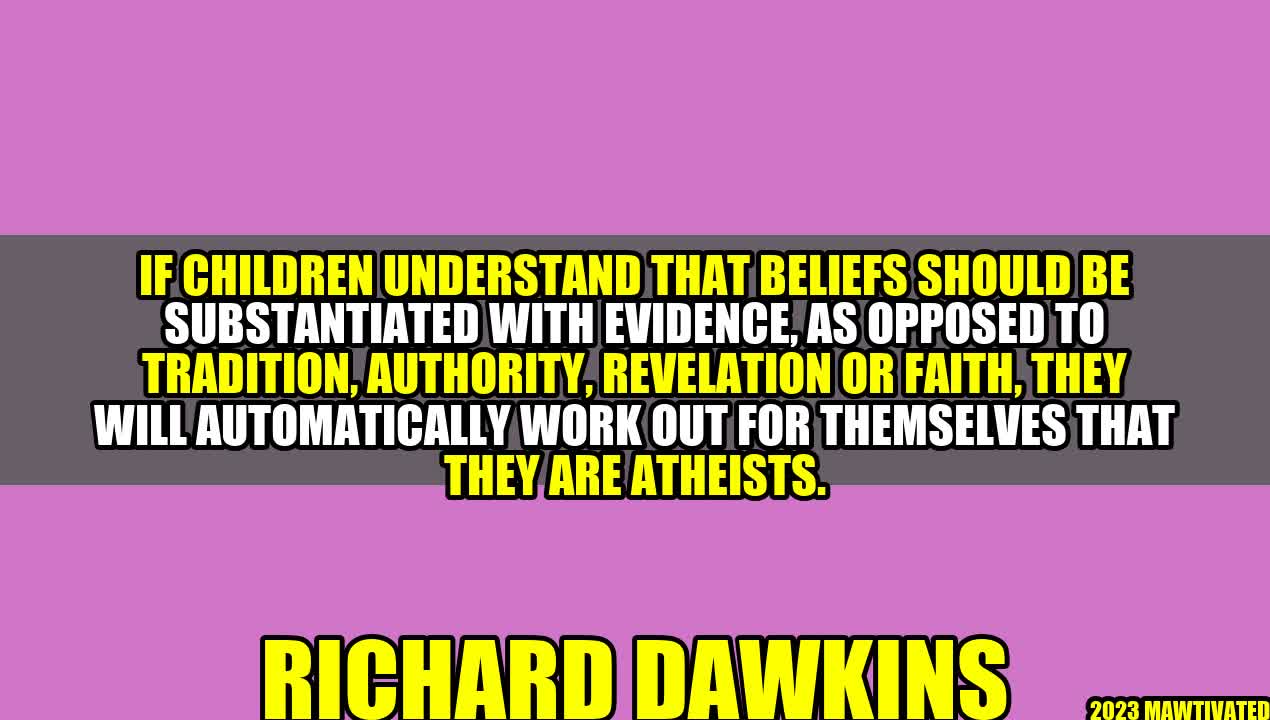 IF CHILDREN UNDERSTAND THAT BELIEFS SHOULD BE
SUBSTANTIATED WITH EVIDENCE, AS OPPOSED TO
TRADITION, AUTHORITY, REVELATION OR FAITH, THEY
WILL AUTOMATICALLY WORK OUT FOR THEMSELVES THAT
THEY ARE ATHEISTS.
RICHARD DAWKINS
2023 MAWTIVATED